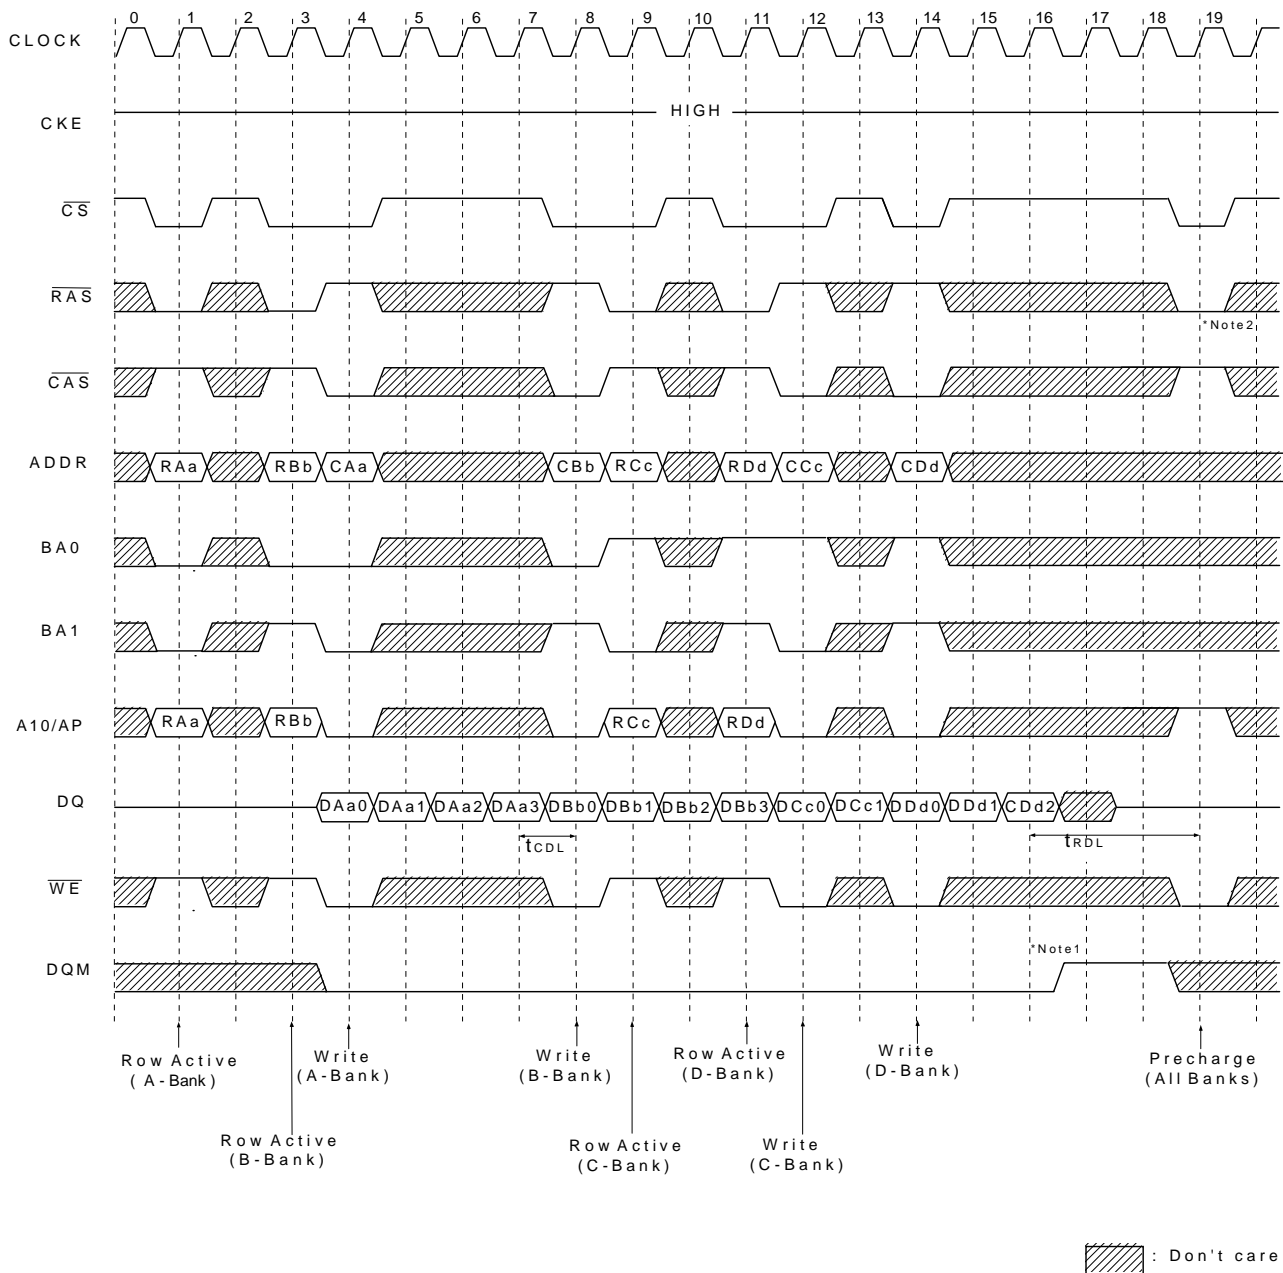 0 1 2 3 4 5 6 7 8 9 10 11 12 13 14 15 16 17 18 19
CLOCK
CKE HIGH
CS
RAS
*Note2
CAS
ADDR RAa RBb CAa CBb RCc RDd CCc CDd
BA0
BA1
A10/AP RAa RBb RCc RDd
DQ DAa0 DAa1 DAa2 DAa3 DBb0 DBb1 DBb2 DBb3 DCc0 DCc1 DDd0 DDd1 CDd2
tCDL tRDL
WE
*Note1
DQM
Row Active
(A-Bank)
Write
(A-Bank)
Write
(B-Bank)
Row Active
(D-Bank)
Write
(D-Bank)
Precharge
(All Banks)
Row Active
(B-Bank)
Row Active
(C-Bank)
Write
(C-Bank)
: Don't care